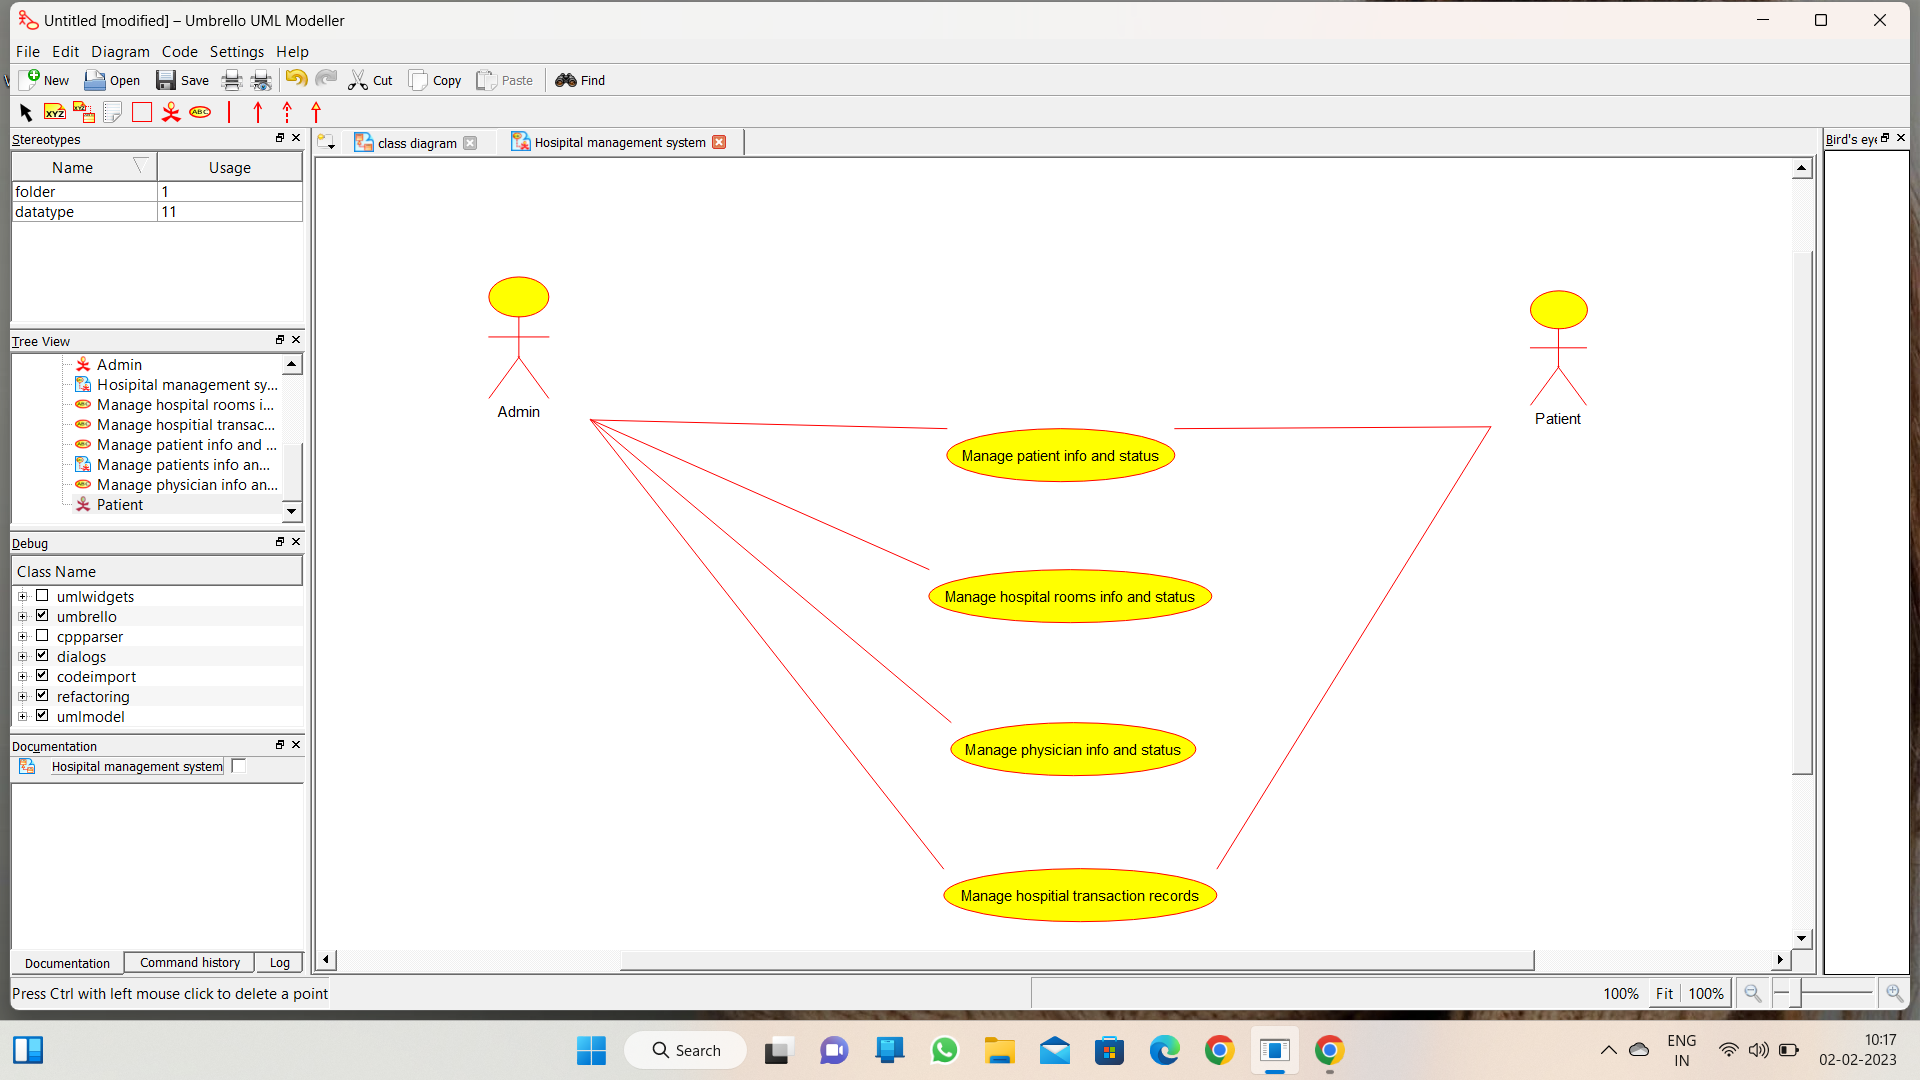 Untitled [modified] – Umbrello UML Modeller
File Edit Diagram Code Settings Help
New Open Save Cut Copy Paste Find
XYZ XYZ ABC
Stereotypes
Name Usage
folder 1
datatype 11
Tree View
Admin
Hosipital management sy...
Manage hospital rooms i...
Manage hospitial transac...
Manage patient info and ...
Manage patients info an...
Manage physician info an...
Patient
Debug
Class Name
umlwidgets
umbrello
cppparser
dialogs
codeimport
refactoring
umlmodel
Documentation
Hosipital management system
Documentation Command history Log
Press Ctrl with left mouse click to delete a point
class diagram Hosipital management system
Admin
Patient
Manage patient info and status
Manage hospital rooms info and status
Manage physician info and status
Manage hospitial transaction records
Bird's eye
100% Fit 100%
Search
ENG
IN
10:17
02-02-2023